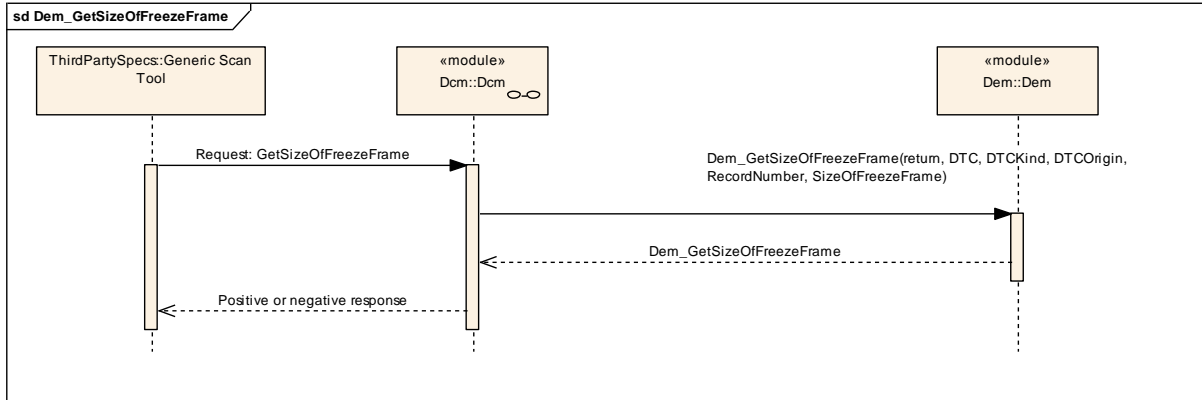 sd Dem_GetSizeOfFreezeFrame
ThirdPartySpecs::Generic Scan
Tool
«module»
Dcm::Dcm
«module»
Dem::Dem
Request: GetSizeOfFreezeFrame
Dem_GetSizeOfFreezeFrame(return, DTC, DTCKind, DTCOrigin,
RecordNumber, SizeOfFreezeFrame)
Dem_GetSizeOfFreezeFrame
Positive or negative response